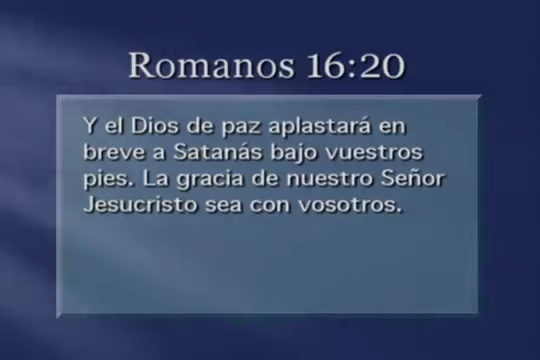 Romanos 16:20
Y el Dios de paz aplastará en
breve a Satanás bajo vuestros
pies. La gracia de nuestro Señor
Jesucristo sea con vosotros.